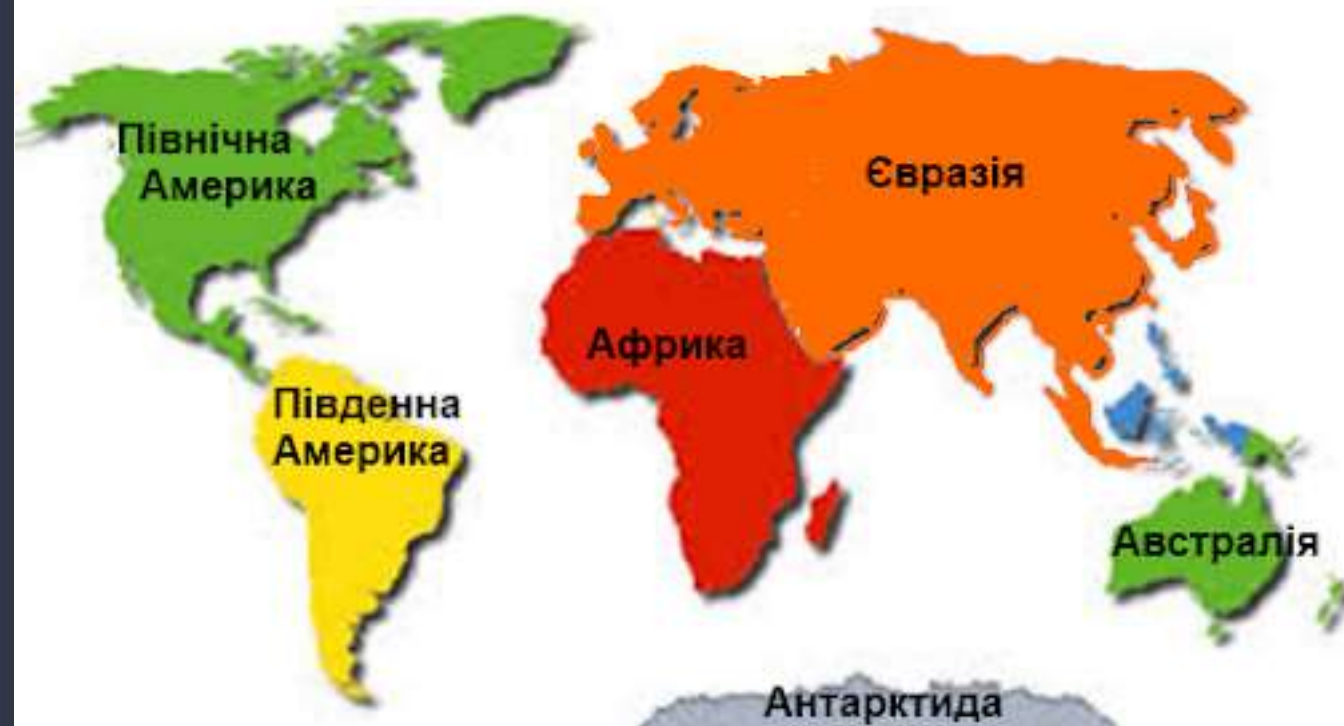 Північна
Америка
Євразія
Африка
Південна
Америка
Австралія
Антарктида